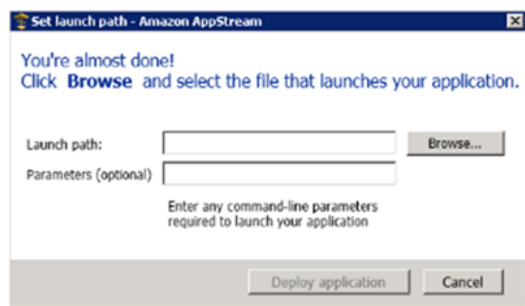 Set launch path - Amazon AppStream
You're almost done!
Click Browse and select the file that launches your application.
Launch path:
Browse...
Parameters (optional)
Enter any command-line parameters
required to launch your application
Deploy application
Cancel